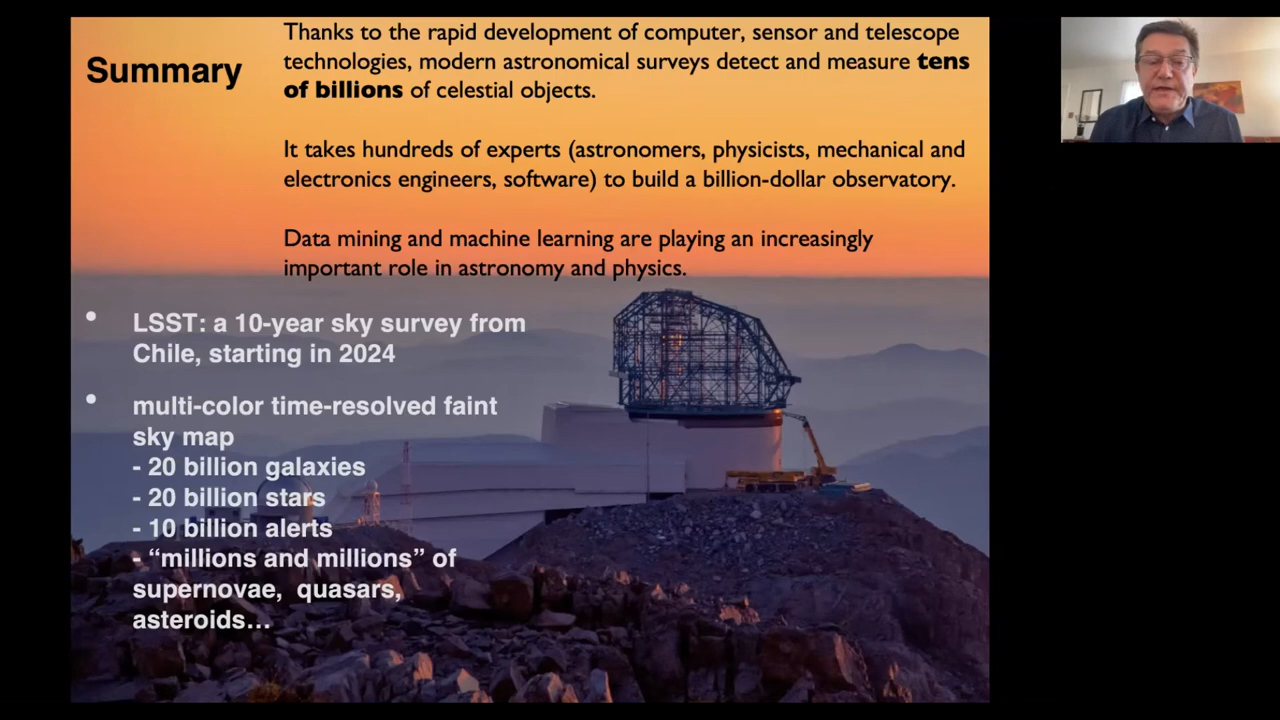 Summary
Thanks to the rapid development of computer, sensor and telescope
technologies, modern astronomical surveys detect and measure tens
of billions of celestial objects.
It takes hundreds of experts (astronomers, physicists, mechanical and
electronics engineers, software) to build a billion-dollar observatory.
Data mining and machine learning are playing an increasingly
important role in astronomy and physics.
• LSST: a 10-year sky survey from
Chile, starting in 2024
• multi-color time-resolved faint
sky map
- 20 billion galaxies
- 20 billion stars
- 10 billion alerts
- “millions and millions” of
supernovae, quasars,
asteroids…